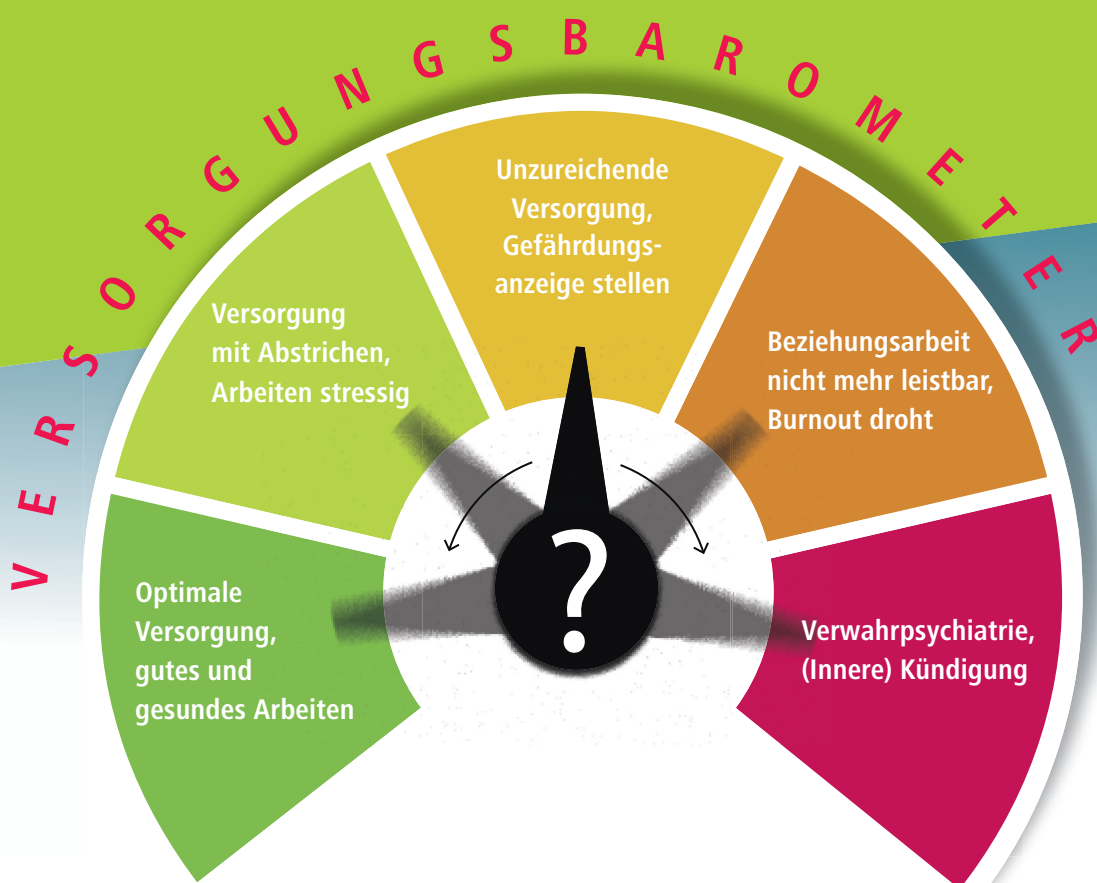 VERSORGUNGSBAROMETER
Unzureichende
Versorgung,
Gefährdungs-
anzeige stellen
Versorgung
mit Abstrichen,
Arbeiten stressig
Beziehungsarbeit
nicht mehr leistbar,
Burnout droht
Optimale
Versorgung,
gutes und
gesundes Arbeiten
?
Verwahrpsychiatrie,
(Innere) Kündigung